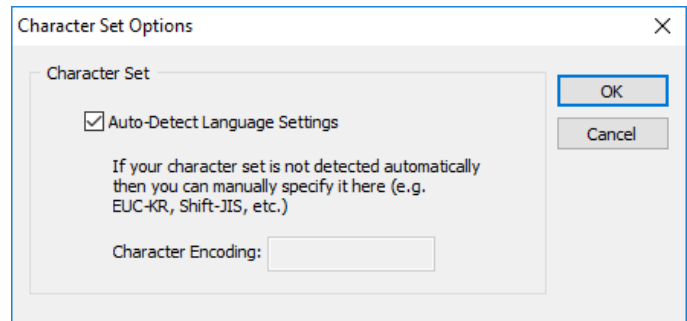 Character Set Options
Character Set
OK
Auto-Detect Language Settings
Cancel
If your character set is not detected automatically
then you can manually specify it here (e.g.
EUC-KR, Shift-JIS, etc.)
Character Encoding: